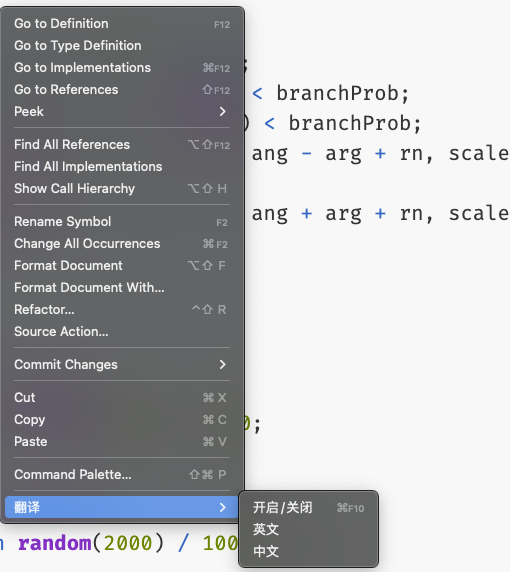 Go to Definition F12
Go to Type Definition
Go to Implementations ⌘F12
Go to References ⇧F12
Peek
Find All References ⌥⇧F12
Find All Implementations
Show Call Hierarchy ⌥⇧ H
Rename Symbol F2
Change All Occurrences ⌘F2
Format Document ⌥⇧ F
Format Document With...
Refactor... ^⇧ R
Source Action...
Commit Changes
Cut ⌘ X
Copy ⌘ C
Paste ⌘ V
Command Palette... ⇧⌘ P
翻译
开启/关闭 ⌘F10
英文
中文
;
< branchProb;
) < branchProb;
ang - arg + rn, scale
ang + arg + rn, scale
0;
random(2000) / 100